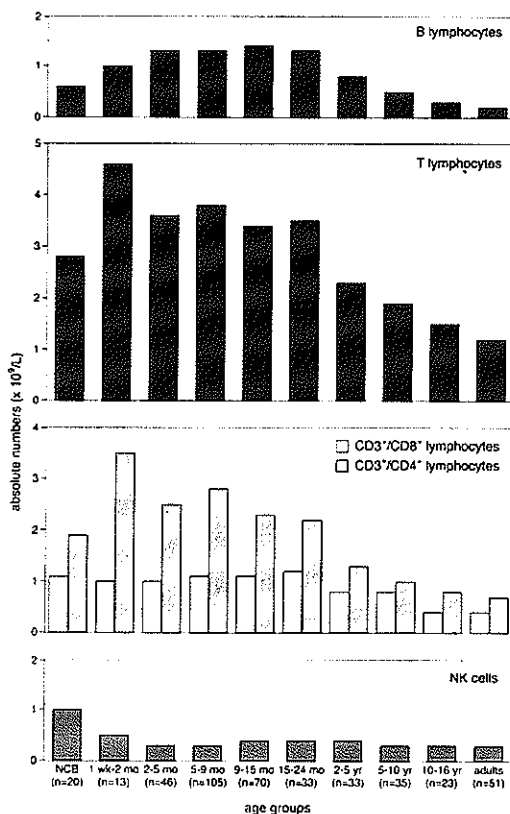 2
1
0
B lymphocytes
5
4
3
2
1
0
T lymphocytes
absolute numbers (x 10⁹/L)
4
3
2
1
0
CD3⁺/CD8⁺ lymphocytes
CD3⁺/CD4⁺ lymphocytes
2
1
0
NK cells
NCB 1 wk-2 mo 2-5 mo 5-9 mo 9-15 mo 15-24 mo 2-5 yr 5-10 yr 10-16 yr adults
(n=20) (n=13) (n=46) (n=105) (n=70) (n=33) (n=33) (n=35) (n=23) (n=51)
age groups